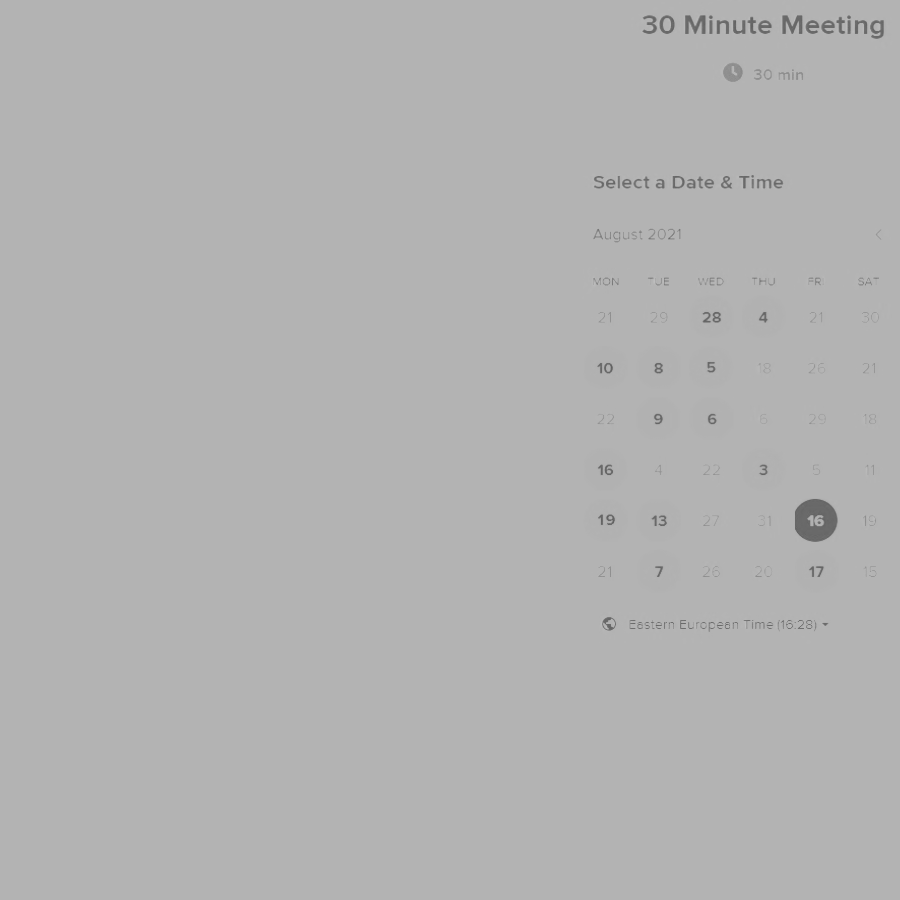 30 Minute Meeting
30 min
Select a Date & Time
August 2021
MON TUE WED THU FRI SAT
21 29 28 4 21 30
10 8 5 18 26 21
22 9 6 6 29 18
16 4 22 3 5 11
19 13 27 31 16 19
21 7 26 20 17 15
Eastern European Time (16:28)